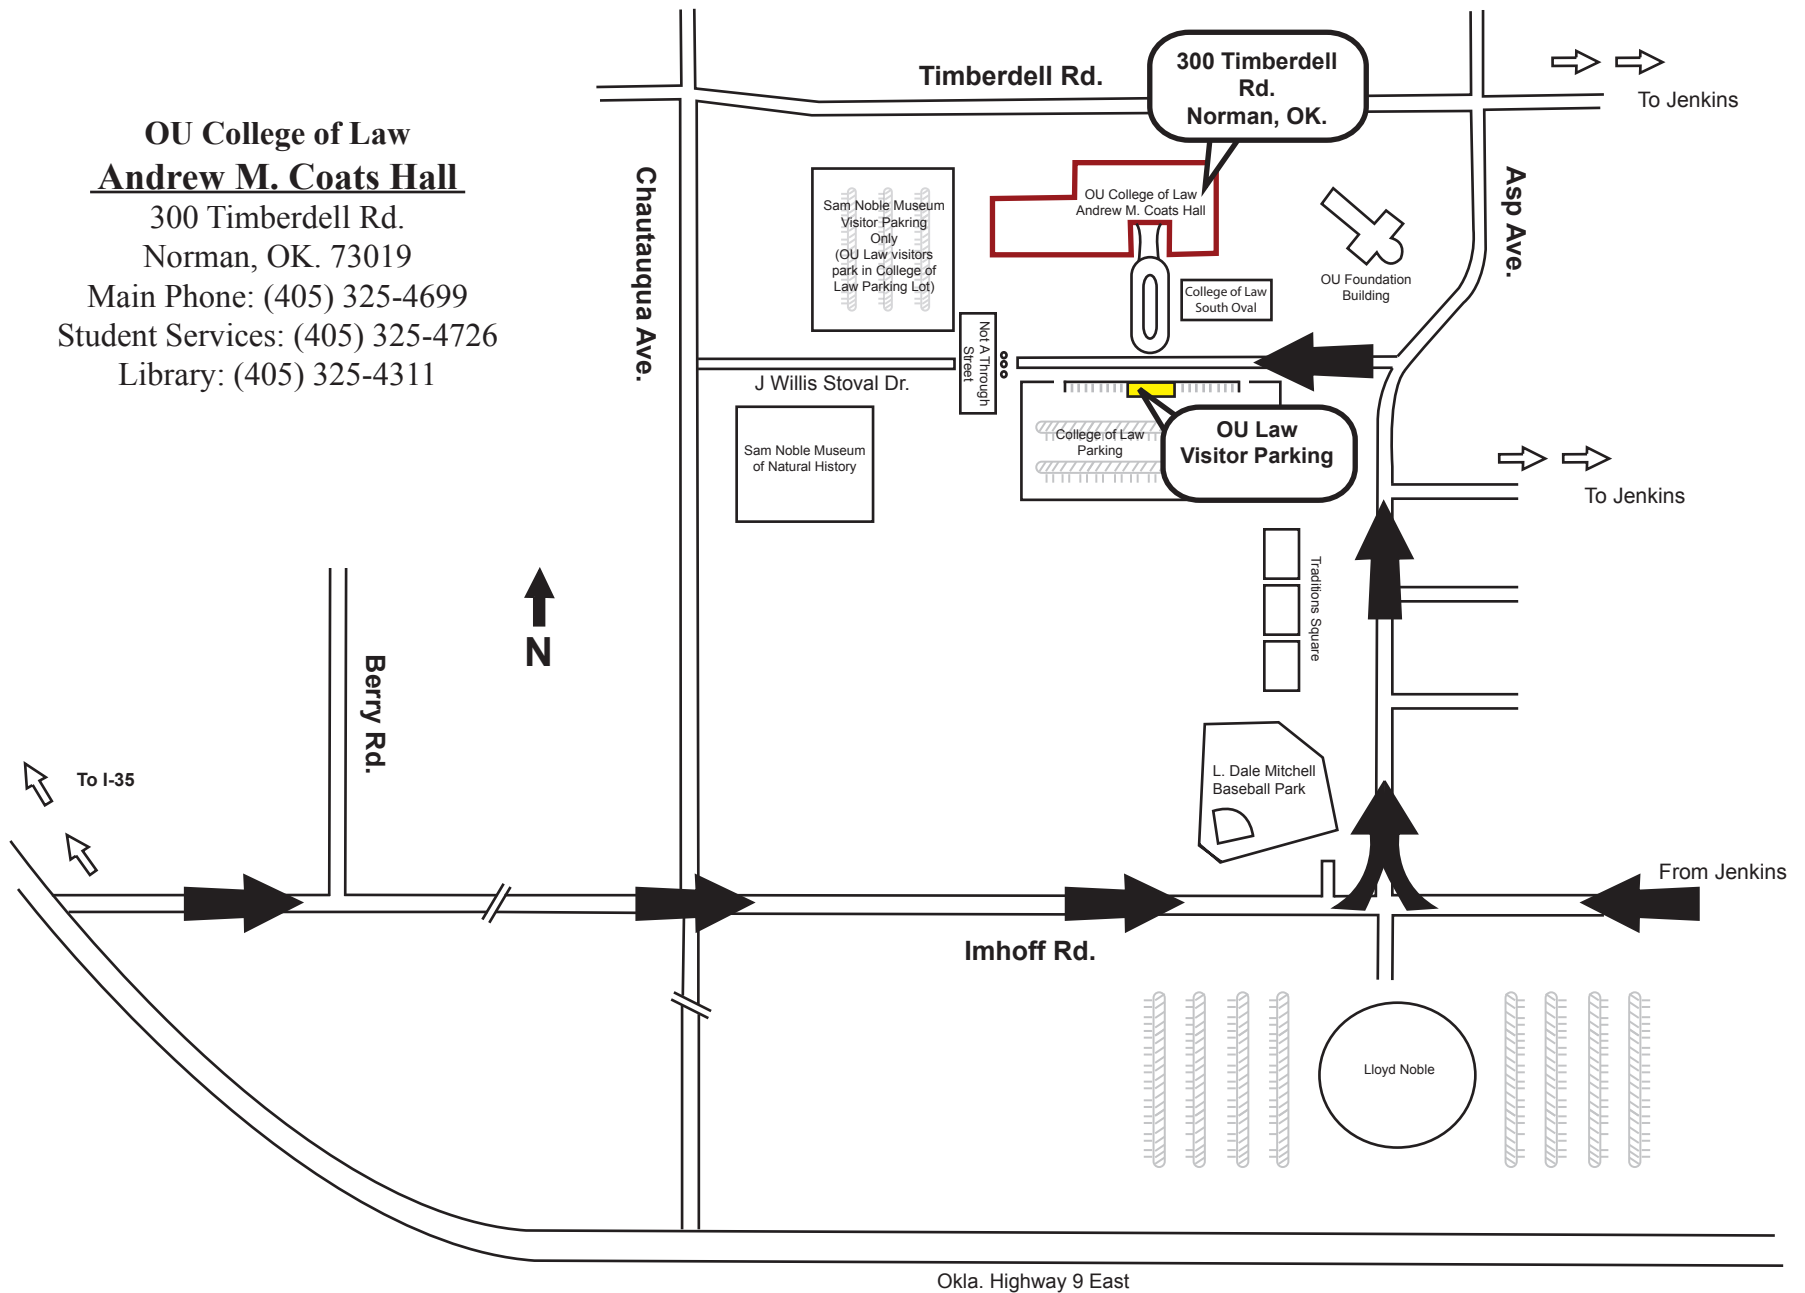 OU College of Law
Andrew M. Coats Hall
300 Timberdell Rd.
Norman, OK. 73019
Main Phone: (405) 325-4699
Student Services: (405) 325-4726
Library: (405) 325-4311
Timberdell Rd.
300 Timberdell
Rd.
Norman, OK.
To Jenkins
Chautauqua Ave.
Asp Ave.
Sam Noble Museum
Visitor Pakring
Only
(OU Law visitors
park in College of
Law Parking Lot)
OU College of Law
Andrew M. Coats Hall
OU Foundation
Building
College of Law
South Oval
Not A Through
Street
J Willis Stoval Dr.
Sam Noble Museum
of Natural History
College of Law
Parking
OU Law
Visitor Parking
To Jenkins
Traditions Square
N
Berry Rd.
To I-35
L. Dale Mitchell
Baseball Park
From Jenkins
Imhoff Rd.
Lloyd Noble
Okla. Highway 9 East